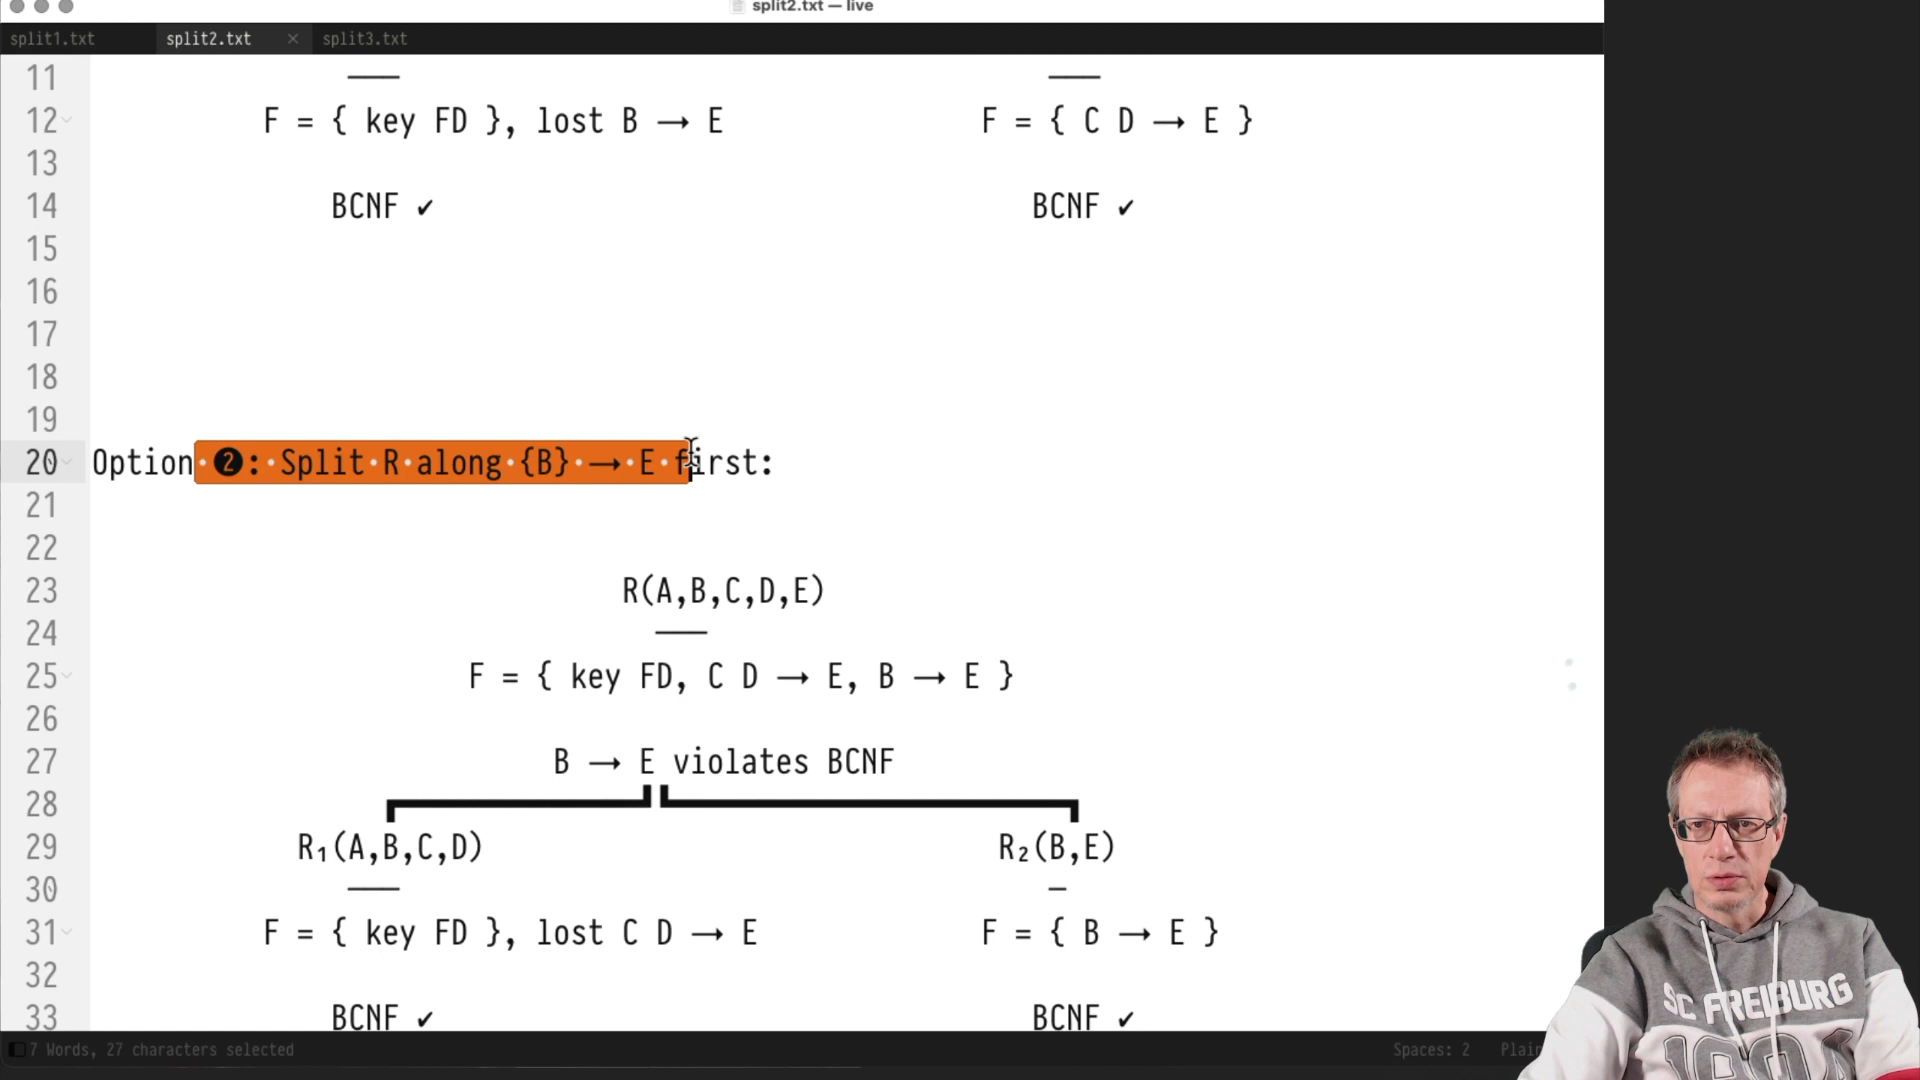 split2.txt — live
split1.txt
split2.txt ×
split3.txt
11
12 F = { key FD }, lost B → E F = { C D → E }
13
14 BCNF ✔ BCNF ✔
15
16
17
18
19
20 Option ❷: Split R along {B} → E first:
21
22
23 R(A,B,C,D,E)
24
25 F = { key FD, C D → E, B → E }
26
27 B → E violates BCNF
28
29 R₁(A,B,C,D) R₂(B,E)
30
31 F = { key FD }, lost C D → E F = { B → E }
32
33 BCNF ✔ BCNF ✔
7 Words, 27 characters selected
Spaces: 2
SC FREIBURG